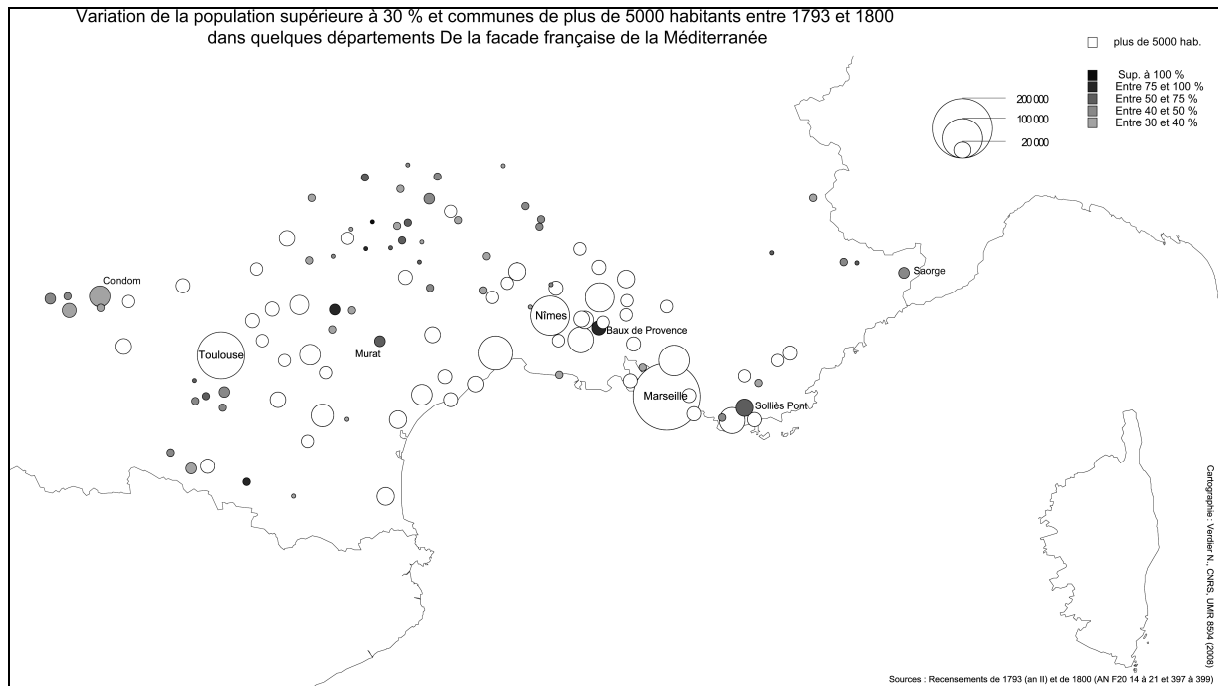 Variation de la population supérieure à 30 % et communes de plus de 5000 habitants entre 1793 et 1800
dans quelques départements De la facade française de la Méditerranée
plus de 5000 hab.
Sup. à 100 %
Entre 75 et 100 %
Entre 50 et 75 %
Entre 40 et 50 %
Entre 30 et 40 %
200 000
100 000
20 000
Condom
Saorge
Nîmes
Baux de Provence
Toulouse
Murat
Marseille
Solliès Pont
Cartographie : Verdier N., CNRS, UMR 8504 (2008)
Sources : Recensements de 1793 (an II) et de 1800 (AN F20 14 à 21 et 397 à 399)